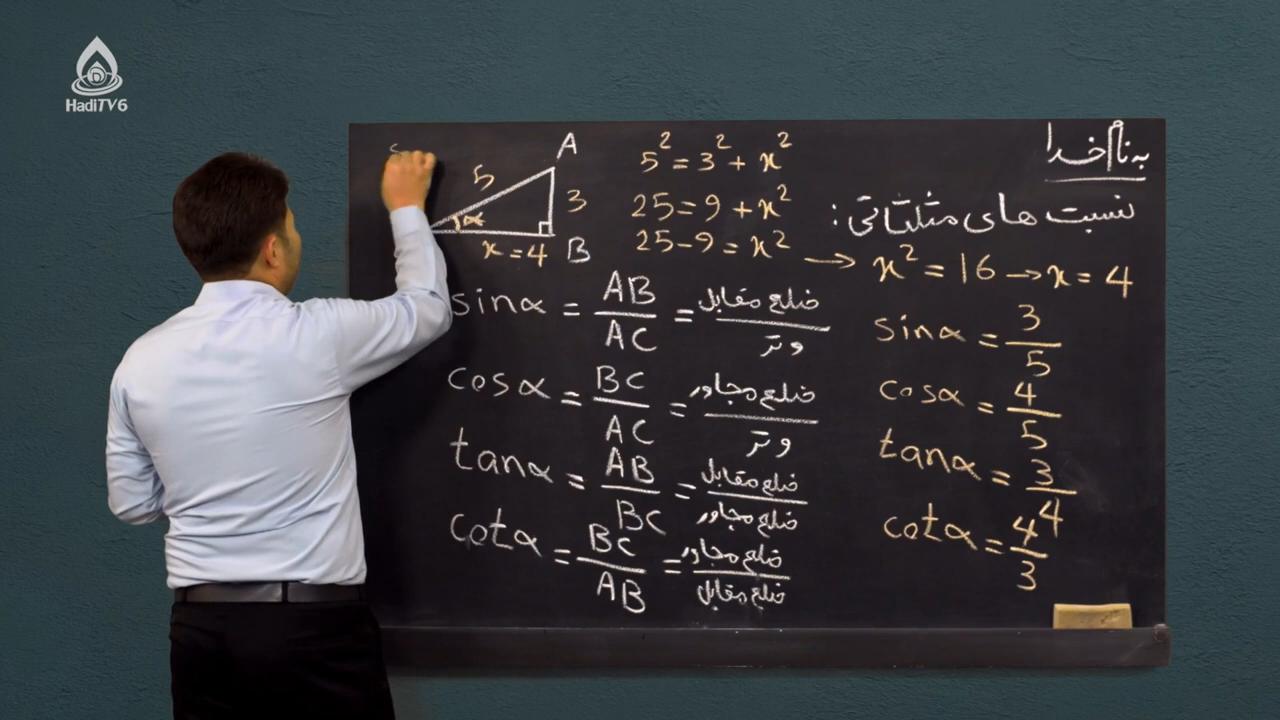 HadiTV6
به نام خدا
نسبت های مثلثاتی :
A
5
3
α
x = 4
B
5² = 3² + x²
25 = 9 + x²
25 - 9 = x² → x² = 16 → x = 4
sinα = AB/AC = ضلع مقابل/وتر
cosα = BC/AC = ضلع مجاور/وتر
tanα = AB/BC = ضلع مقابل/ضلع مجاور
cotα = BC/AB = ضلع مجاور/ضلع مقابل
sinα = 3/5
cosα = 4/5
tanα = 3/4
cotα = 4/3